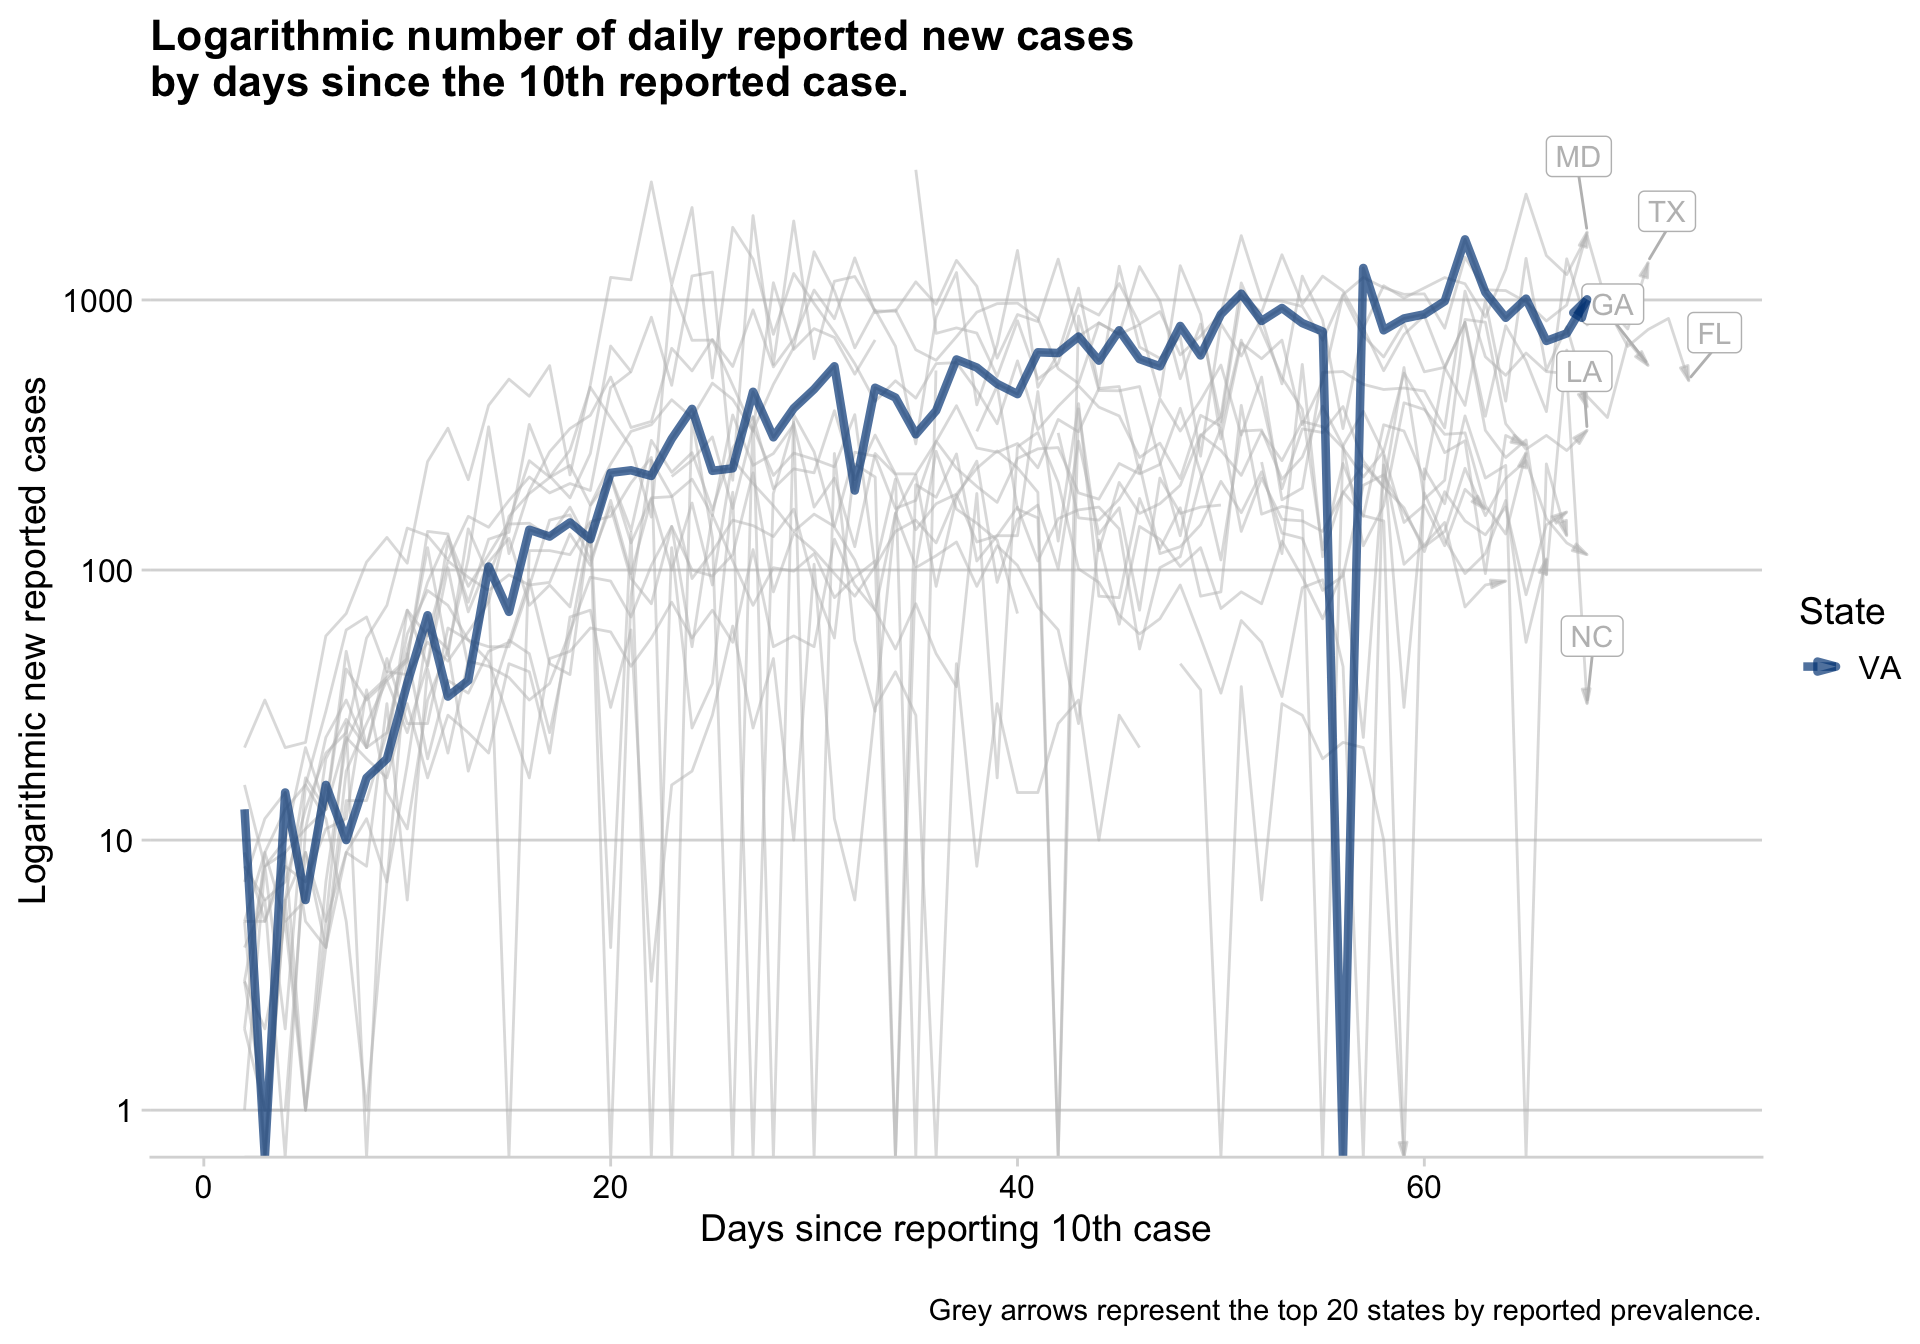 Logarithmic number of daily reported new cases
by days since the 10th reported case.
MD
TX
1000
GA
FL
LA
100
NC
10
1
Logarithmic new reported cases
State
VA
0 20 40 60
Days since reporting 10th case
Grey arrows represent the top 20 states by reported prevalence.